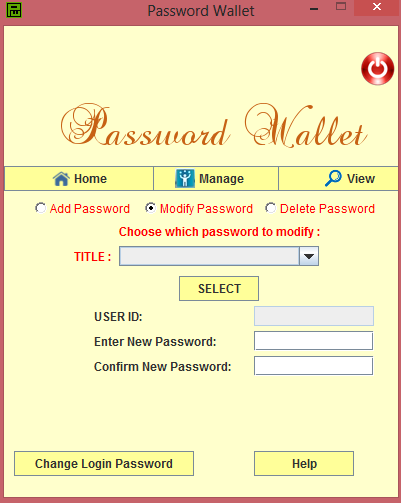 Password Wallet
Password Wallet
Home Manage View
Add Password Modify Password Delete Password
Choose which password to modify :
TITLE :
SELECT
USER ID:
Enter New Password:
Confirm New Password:
Change Login Password Help